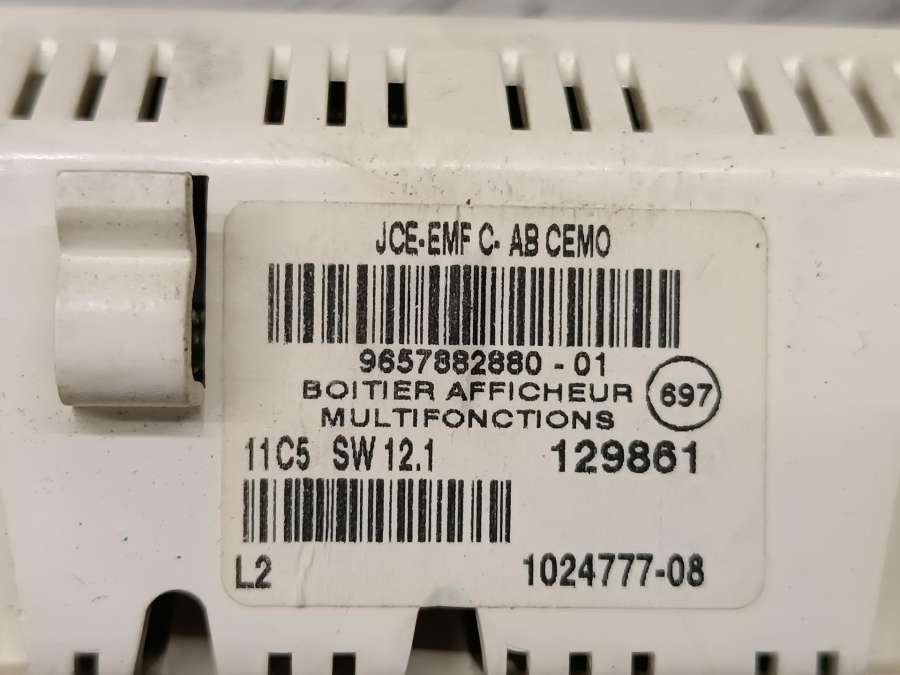 JCE-EMF C- AB CEMO
9657882880-01
BOITIER AFFICHEUR
MULTIFONCTIONS
697
11C5 SW 12.1 129861
L2 1024777-08